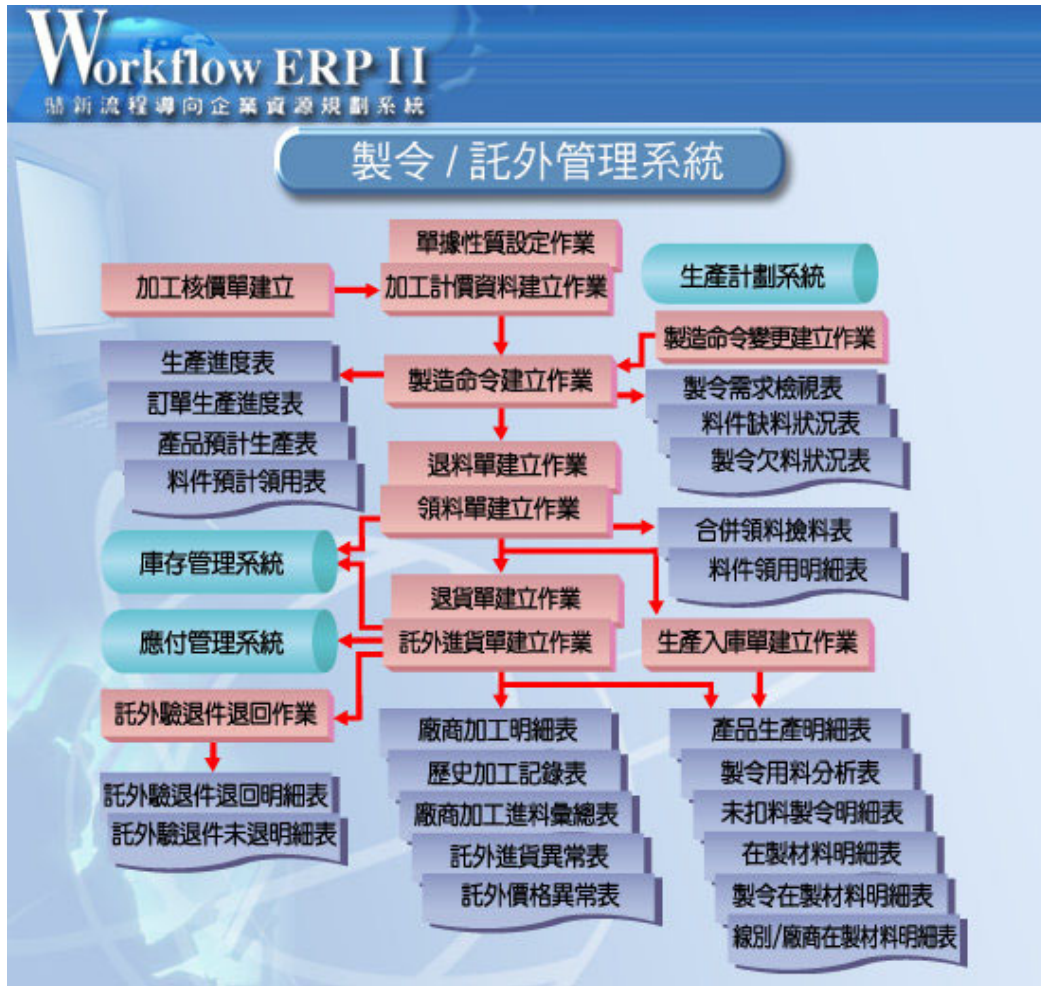 Workflow ERP II
鼎新流程導向企業資源規劃系統
製令 / 託外管理系統
單據性質設定作業
加工核價單建立
加工計價資料建立作業
生產計劃系統
製造命令變更建立作業
生產進度表
製造命令建立作業
製令需求檢視表
訂單生產進度表
料件缺料狀況表
產品預計生產表
製令欠料狀況表
料件預計領用表
退料單建立作業
領料單建立作業
合併領料撿料表
庫存管理系統
料件領用明細表
退貨單建立作業
應付管理系統
託外進貨單建立作業
生產入庫單建立作業
託外驗退件退回作業
廠商加工明細表
產品生產明細表
歷史加工記錄表
製令用料分析表
託外驗退件退回明細表
廠商加工進料彙總表
未扣料製令明細表
託外驗退件未退明細表
託外進貨異常表
在製材料明細表
託外價格異常表
製令在製材料明細表
線別/廠商在製材料明細表